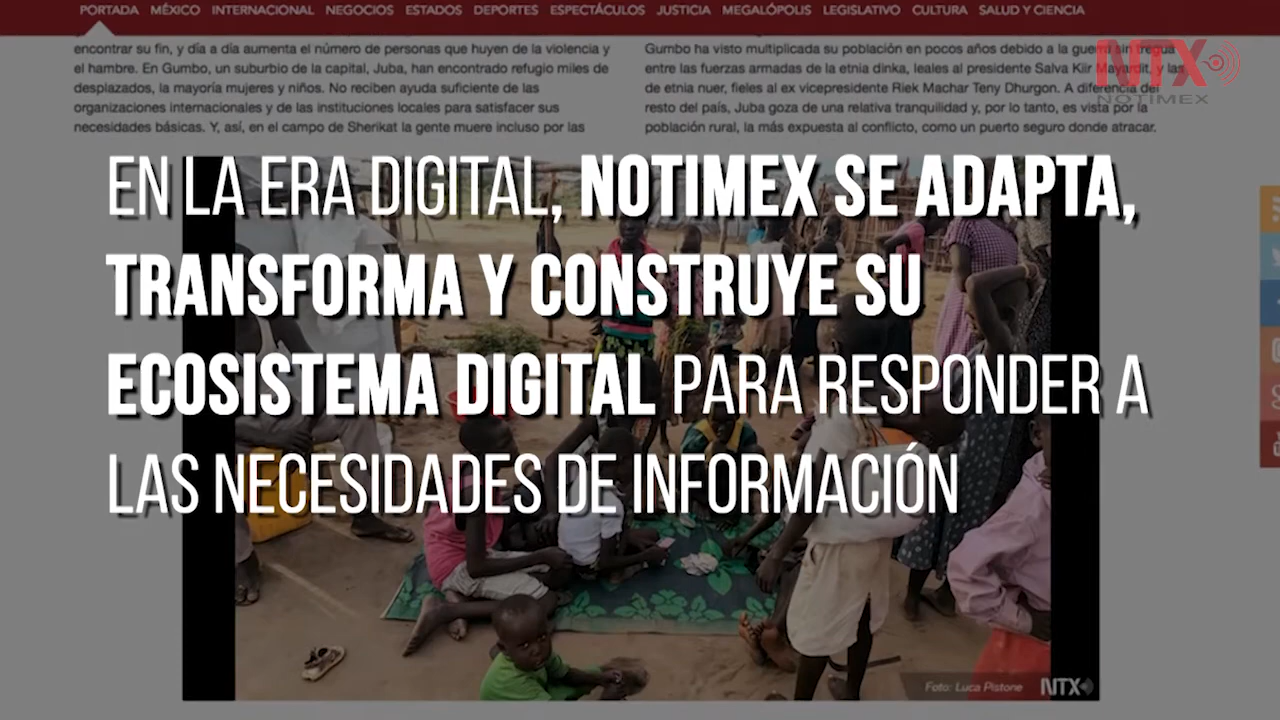 PORTADA MÉXICO INTERNACIONAL NEGOCIOS ESTADOS DEPORTES ESPECTÁCULOS JUSTICIA MEGALÓPOLIS LEGISLATIVO CULTURA SALUD Y CIENCIA
encontrar su fin, y día a día aumenta el número de personas que huyen de la violencia y
el hambre. En Gumbo, un suburbio de la capital, Juba, han encontrado refugio miles de
desplazados, la mayoría mujeres y niños. No reciben ayuda suficiente de las
organizaciones internacionales y de las instituciones locales para satisfacer sus
necesidades básicas. Y, así, en el campo de Sherikat la gente muere incluso por las
Gumbo ha visto multiplicada su población en pocos años debido a la guerra sin tregua
entre las fuerzas armadas de la etnia dinka, leales al presidente Salva Kiir Mayardit, y las
de etnia nuer, fieles al ex vicepresidente Riek Machar Teny Dhurgon. A diferencia del
resto del país, Juba goza de una relativa tranquilidad y, por lo tanto, es vista por la
población rural, la más expuesta al conflicto, como un puerto seguro donde atracar.
NTX
NOTIMEX
EN LA ERA DIGITAL, NOTIMEX SE ADAPTA,
TRANSFORMA Y CONSTRUYE SU
ECOSISTEMA DIGITAL PARA RESPONDER A
LAS NECESIDADES DE INFORMACIÓN
Foto: Luca Pistone NTX